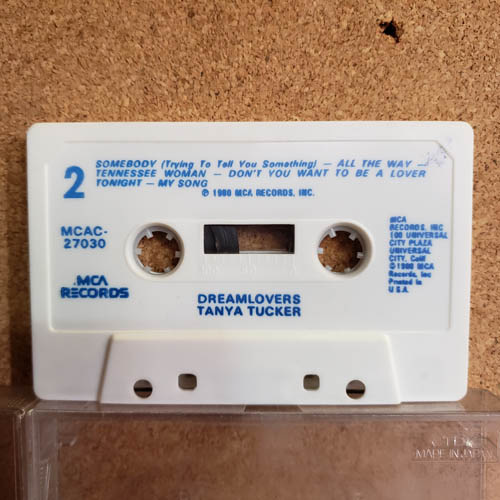 2
SOMEBODY (Trying To Tell You Something) — ALL THE WAY —
TENNESSEE WOMAN — DON'T YOU WANT TO BE A LOVER
TONIGHT — MY SONG
℗ 1980 MCA RECORDS, INC.
MCAC-
27030
MCA
RECORDS
MCA
RECORDS, INC
100 UNIVERSAL
CITY PLAZA
UNIVERSAL
CITY, Calif
© 1980 MCA
Records, Inc
Printed in
U.S.A.
DREAMLOVERS
TANYA TUCKER
MADE IN JAPAN